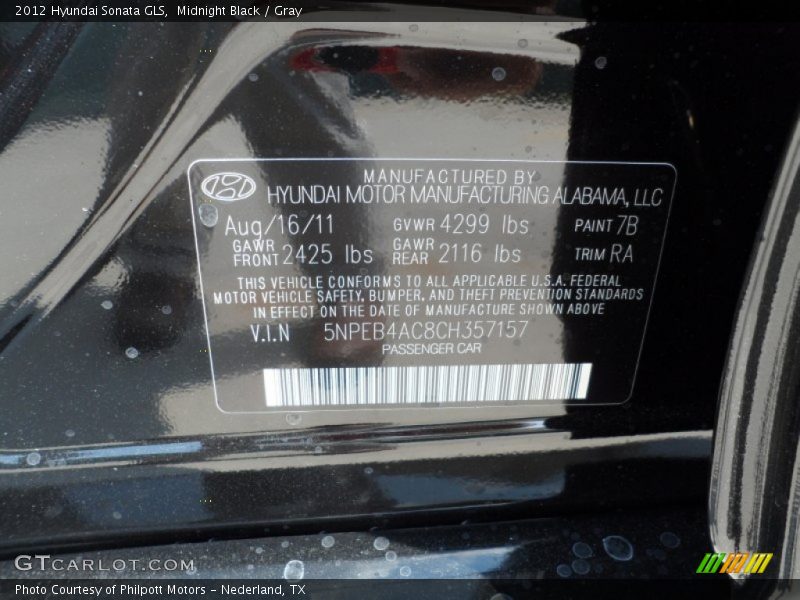 2012 Hyundai Sonata GLS, Midnight Black / Gray
MANUFACTURED BY
HYUNDAI MOTOR MANUFACTURING ALABAMA, LLC
Aug/16/11 GVWR 4299 lbs PAINT 7B
GAWR FRONT 2425 lbs GAWR REAR 2116 lbs TRIM RA
THIS VEHICLE CONFORMS TO ALL APPLICABLE U.S.A. FEDERAL
MOTOR VEHICLE SAFETY, BUMPER, AND THEFT PREVENTION STANDARDS
IN EFFECT ON THE DATE OF MANUFACTURE SHOWN ABOVE
V.I.N 5NPEB4AC8CH357157
PASSENGER CAR
GTCARLOT.COM
Photo Courtesy of Philpott Motors - Nederland, TX